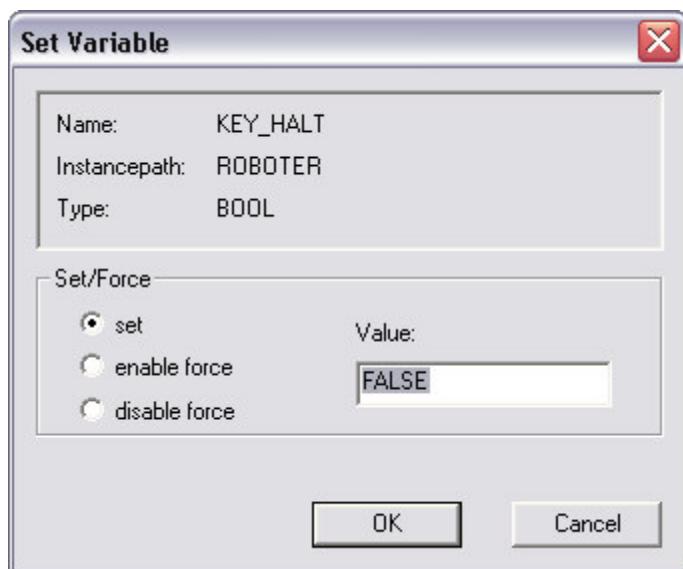 Set Variable
Name: KEY_HALT
Instancepath: ROBOTER
Type: BOOL
Set/Force
set
Value:
enable force
FALSE
disable force
OK Cancel